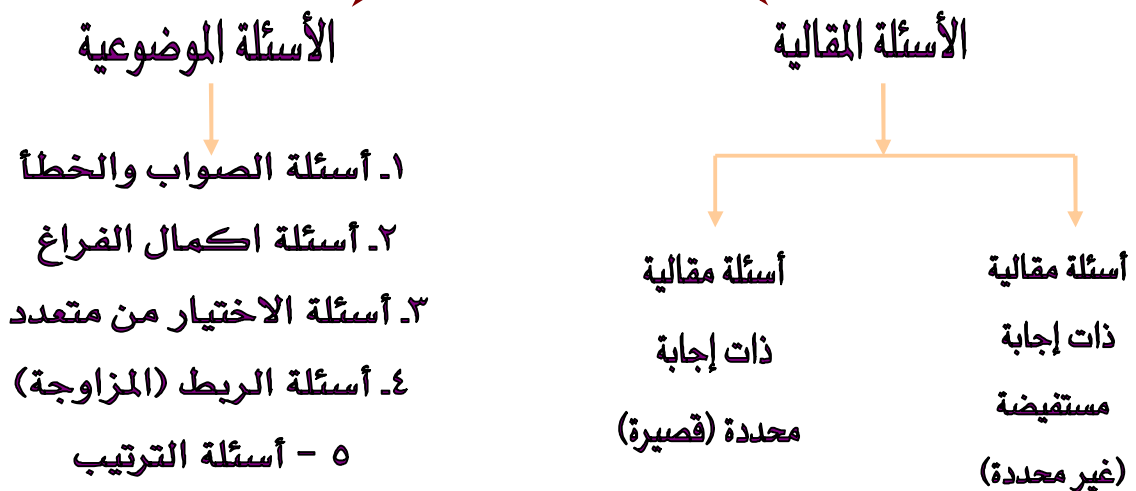 الأسئلة المقالية
أسئلة مقالية
ذات إجابة
مستفيضة
(غير محددة)
أسئلة مقالية
ذات إجابة
محددة (قصيرة)
الأسئلة الموضوعية
١ـ أسئلة الصواب والخطأ
٢ـ أسئلة اكمال الفراغ
٣ـ أسئلة الاختيار من متعدد
٤ـ أسئلة الربط (المزاوجة)
٥ - أسئلة الترتيب